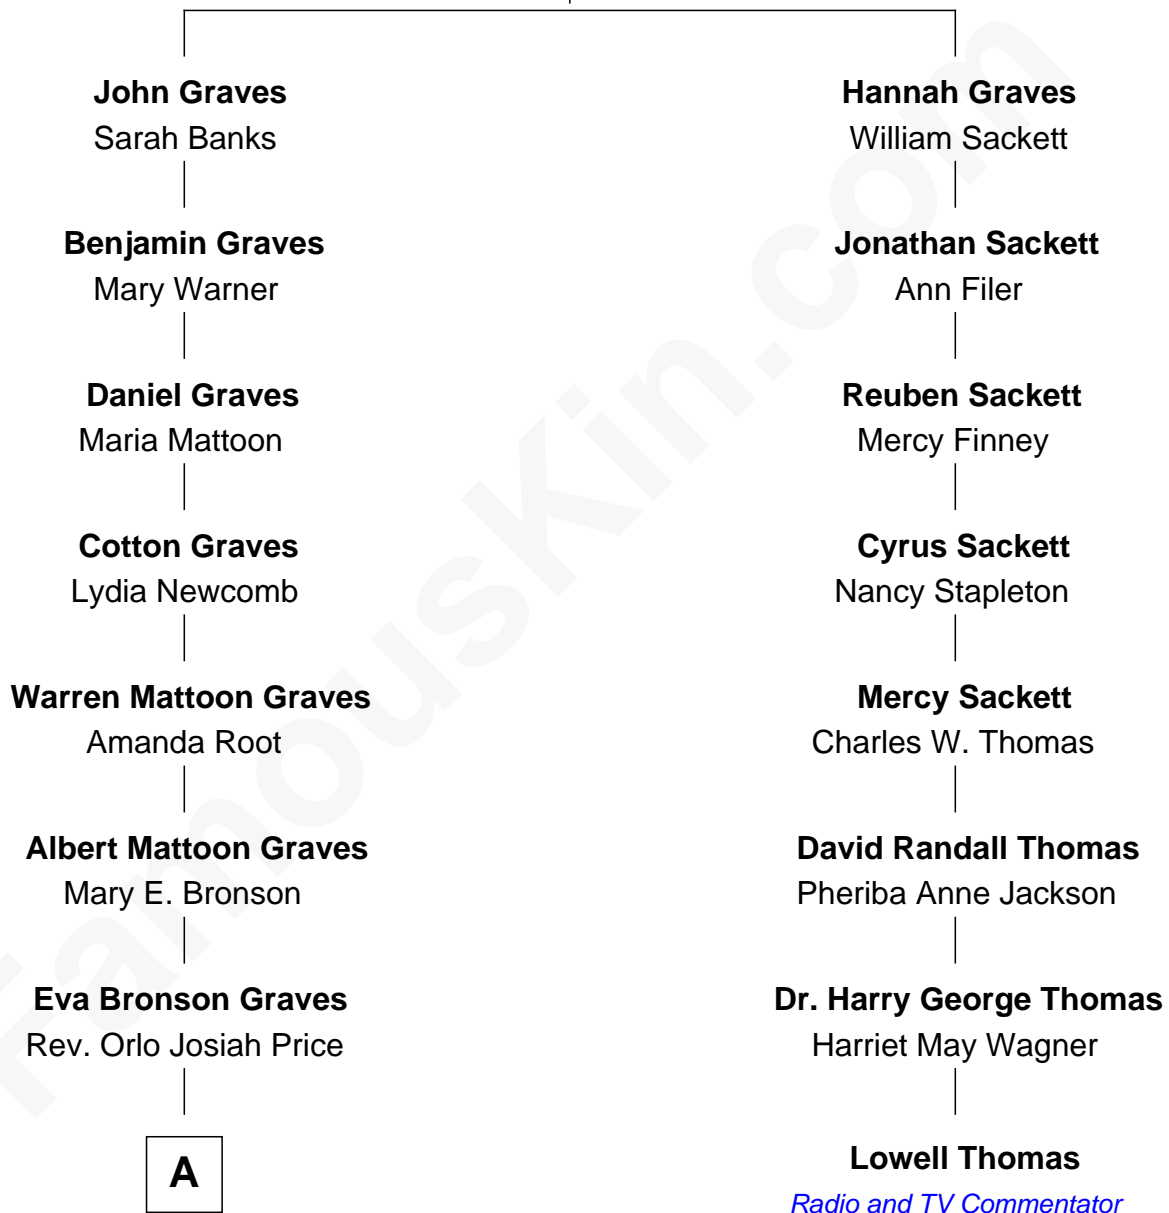 John Graves
Sarah Banks
Hannah Graves
William Sackett
Benjamin Graves
Mary Warner
Jonathan Sackett
Ann Filer
Daniel Graves
Maria Mattoon
Reuben Sackett
Mercy Finney
Cotton Graves
Lydia Newcomb
Cyrus Sackett
Nancy Stapleton
Warren Mattoon Graves
Amanda Root
Mercy Sackett
Charles W. Thomas
Albert Mattoon Graves
Mary E. Bronson
David Randall Thomas
Pheriba Anne Jackson
Eva Bronson Graves
Rev. Orlo Josiah Price
Dr. Harry George Thomas
Harriet May Wagner
A
Lowell Thomas
Radio and TV Commentator
FamousKin.com